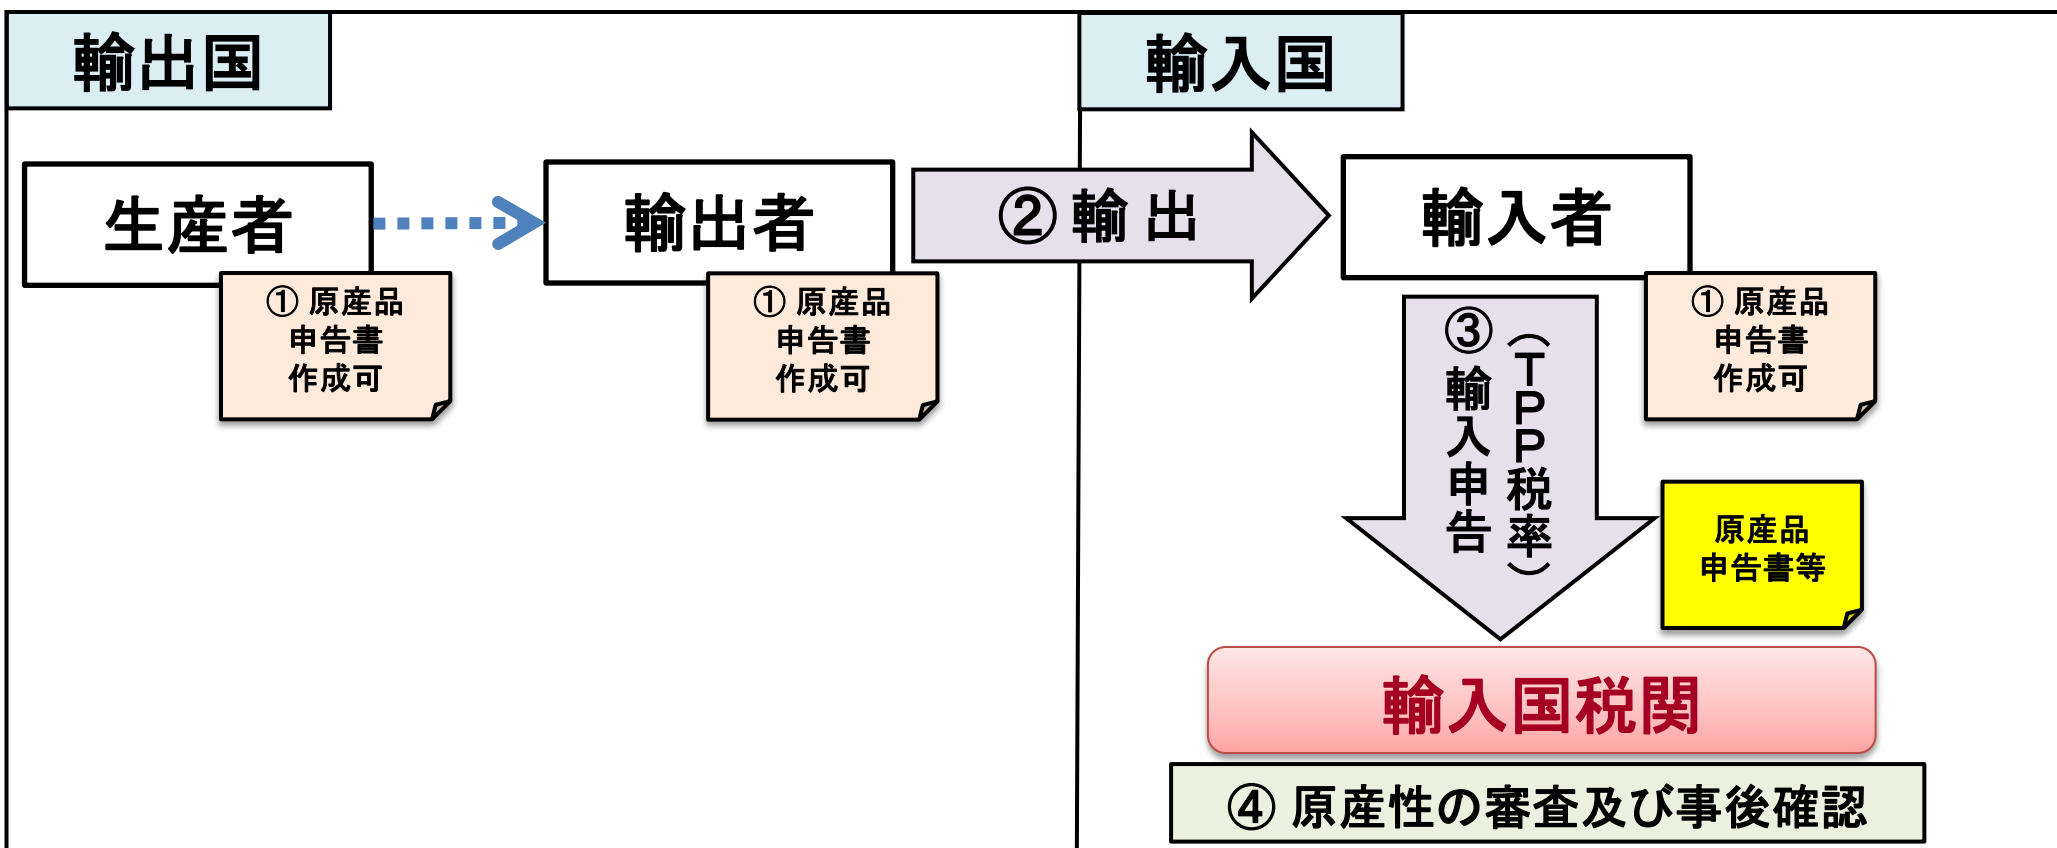 輸出国
輸入国
生産者
輸出者
②輸 出
輸入者
① 原産品
申告書
作成可
① 原産品
申告書
作成可
① 原産品
申告書
作成可
③輸入申告
（ＴＰＰ税率）
原産品
申告書等
輸入国税関
④ 原産性の審査及び事後確認